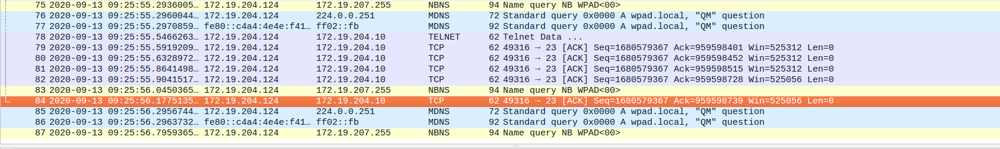 75 2020-09-13 09:25:55.2936005… 172.19.204.124 172.19.207.255 NBNS 94 Name query NB WPAD<00>
76 2020-09-13 09:25:55.2960044… 172.19.204.124 224.0.0.251 MDNS 72 Standard query 0x0000 A wpad.local, "QM" question
77 2020-09-13 09:25:55.2970859… fe80::c4a4:4e4e:f41… ff02::fb MDNS 92 Standard query 0x0000 A wpad.local, "QM" question
78 2020-09-13 09:25:55.5466263… 172.19.204.124 172.19.204.10 TELNET 62 Telnet Data ...
79 2020-09-13 09:25:55.5919209… 172.19.204.124 172.19.204.10 TCP 62 49316 → 23 [ACK] Seq=1680579367 Ack=959598401 Win=525312 Len=0
80 2020-09-13 09:25:55.6328972… 172.19.204.124 172.19.204.10 TCP 62 49316 → 23 [ACK] Seq=1680579367 Ack=959598452 Win=525312 Len=0
81 2020-09-13 09:25:55.8641498… 172.19.204.124 172.19.204.10 TCP 62 49316 → 23 [ACK] Seq=1680579367 Ack=959598515 Win=525312 Len=0
82 2020-09-13 09:25:55.9041517… 172.19.204.124 172.19.204.10 TCP 62 49316 → 23 [ACK] Seq=1680579367 Ack=959598728 Win=525056 Len=0
83 2020-09-13 09:25:56.0450365… 172.19.204.124 172.19.207.255 NBNS 94 Name query NB WPAD<00>
84 2020-09-13 09:25:56.1775135… 172.19.204.124 172.19.204.10 TCP 62 49316 → 23 [ACK] Seq=1680579367 Ack=959598739 Win=525056 Len=0
85 2020-09-13 09:25:56.2956744… 172.19.204.124 224.0.0.251 MDNS 72 Standard query 0x0000 A wpad.local, "QM" question
86 2020-09-13 09:25:56.2963732… fe80::c4a4:4e4e:f41… ff02::fb MDNS 92 Standard query 0x0000 A wpad.local, "QM" question
87 2020-09-13 09:25:56.7959365… 172.19.204.124 172.19.207.255 NBNS 94 Name query NB WPAD<00>